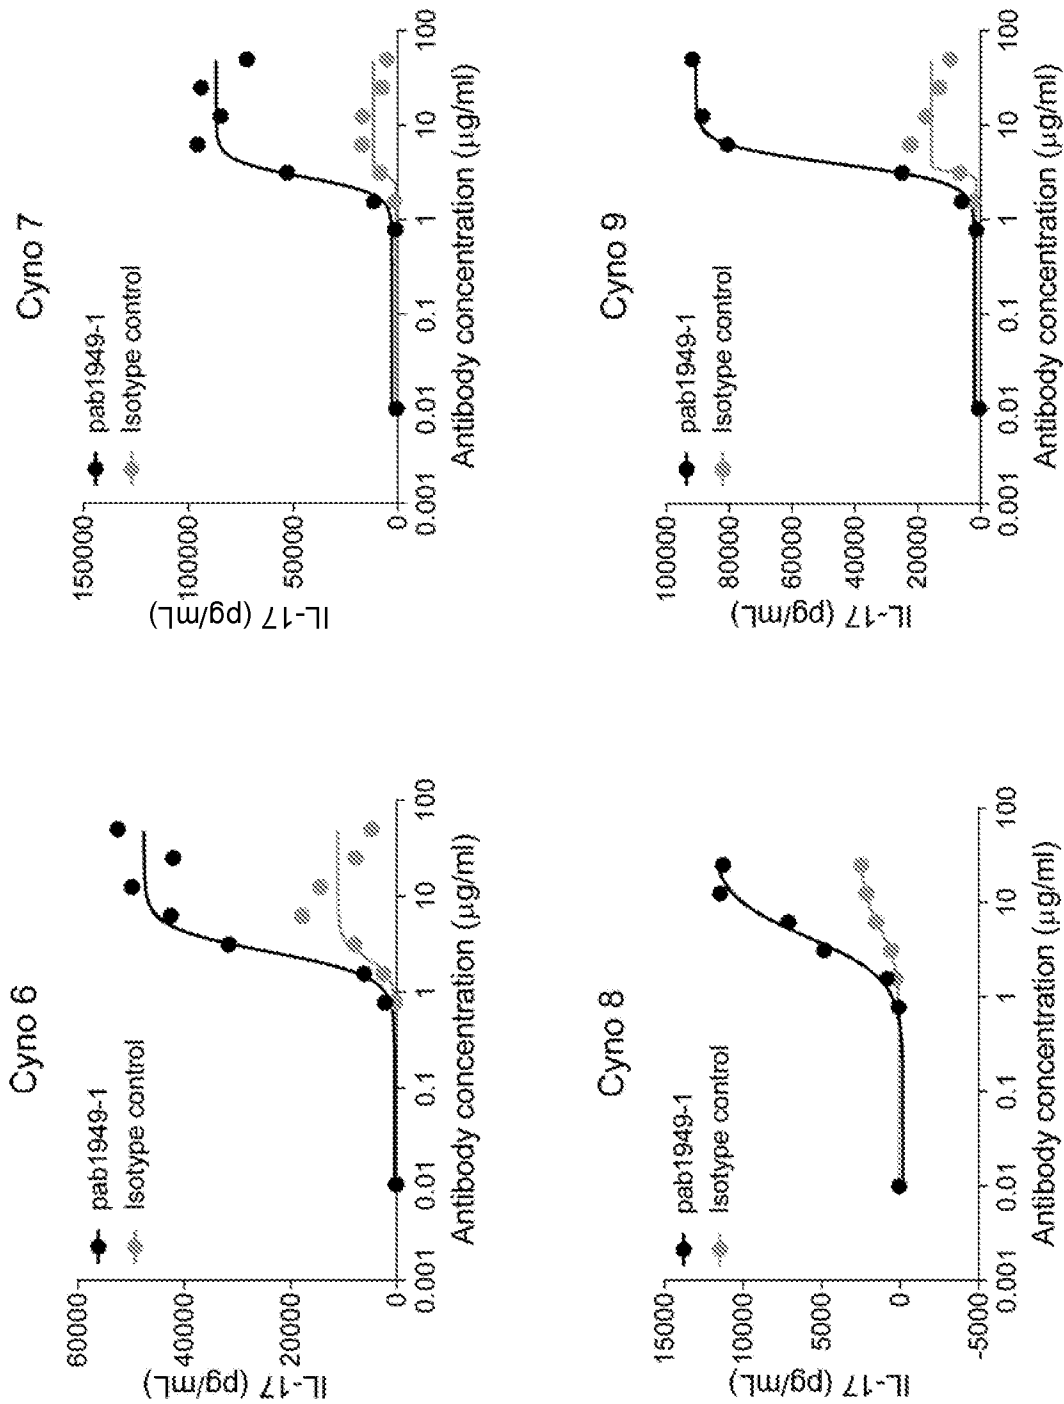 Cyno 6
pab1949-1
Isotype control
60000
40000
20000
0
0.001 0.01 0.1 1 10 100
IL-17 (pg/mL)
Antibody concentration (µg/ml)
Cyno 7
pab1949-1
Isotype control
150000
100000
50000
0
0.001 0.01 0.1 1 10 100
IL-17 (pg/mL)
Antibody concentration (µg/ml)
Cyno 8
pab1949-1
Isotype control
15000
10000
5000
0
-5000
0.001 0.01 0.1 1 10 100
IL-17 (pg/mL)
Antibody concentration (µg/ml)
Cyno 9
pab1949-1
Isotype control
100000
80000
60000
40000
20000
0
0.001 0.01 0.1 1 10 100
IL-17 (pg/mL)
Antibody concentration (µg/ml)